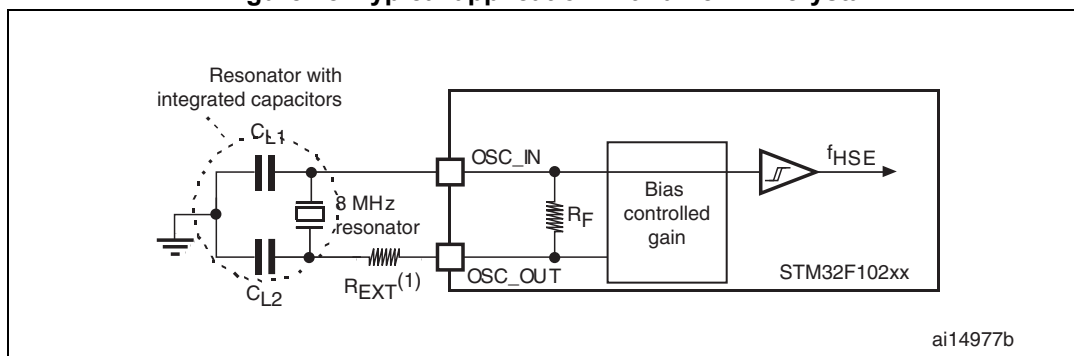 Resonator with
integrated capacitors
CL1
OSC_IN
fHSE
8 MHz
resonator
RF
Bias
controlled
gain
REXT(1)
OSC_OUT
STM32F102xx
CL2
ai14977b